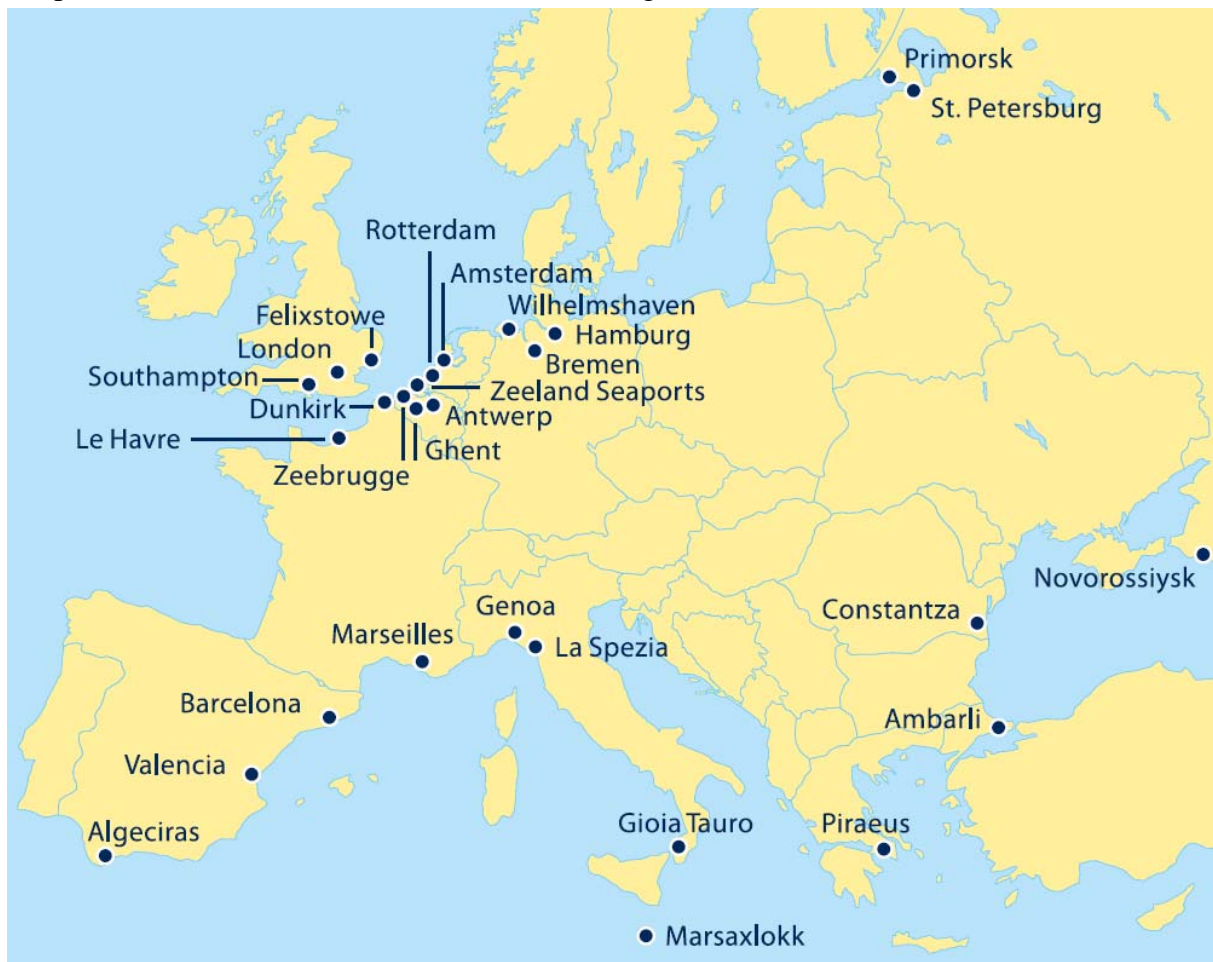 Primorsk
St. Petersburg
Rotterdam
Amsterdam
Wilhelmshaven
Felixstowe
Hamburg
London
Bremen
Southampton
Zeeland Seaports
Dunkirk
Antwerp
Le Havre
Ghent
Zeebrugge
Novorossiysk
Genoa
Constantza
Marseilles
La Spezia
Barcelona
Ambarli
Valencia
Algeciras
Gioia Tauro
Piraeus
Marsaxlokk